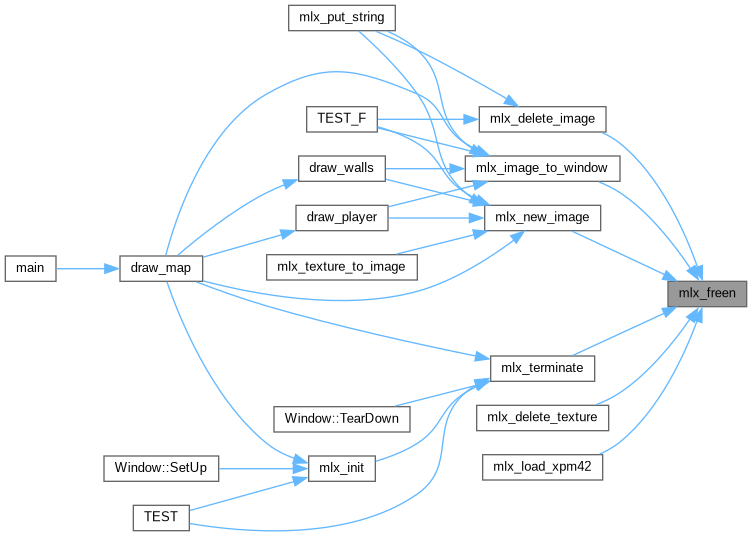 mlx_put_string
TEST_F
mlx_delete_image
draw_walls
mlx_image_to_window
draw_player
mlx_new_image
main
draw_map
mlx_texture_to_image
mlx_freen
mlx_terminate
Window::TearDown
mlx_delete_texture
Window::SetUp
mlx_init
mlx_load_xpm42
TEST